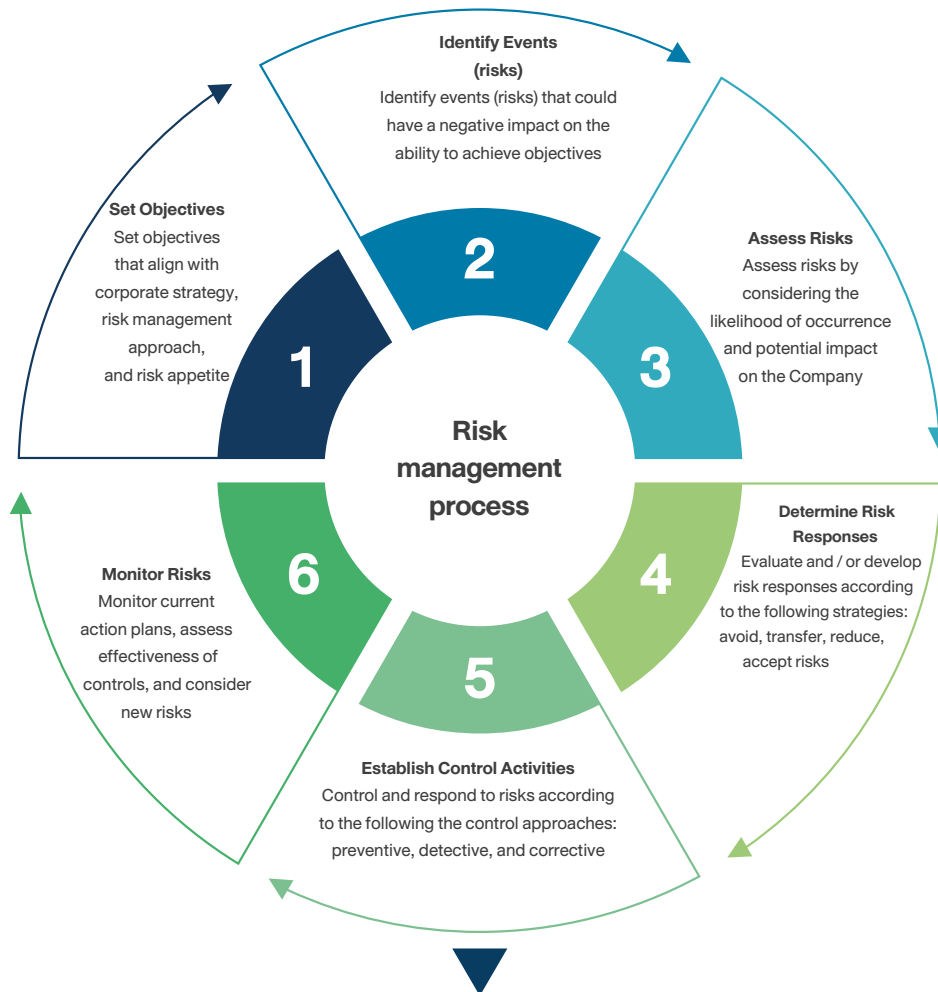 Identify Events
(risks)
Identify events (risks) that could
have a negative impact on the
ability to achieve objectives
2
Set Objectives
Set objectives
that align with
corporate strategy,
risk management
approach,
and risk appetite
1
Assess Risks
Assess risks by
considering the
likelihood of occurrence
and potential impact
on the Company
3
Risk
management
process
Determine Risk
Responses
Evaluate and / or develop
risk responses according
to the following strategies:
avoid, transfer, reduce,
accept risks
4
Monitor Risks
Monitor current
action plans, assess
effectiveness of
controls, and consider
new risks
6
5
Establish Control Activities
Control and respond to risks according
to the following the control approaches:
preventive, detective, and corrective